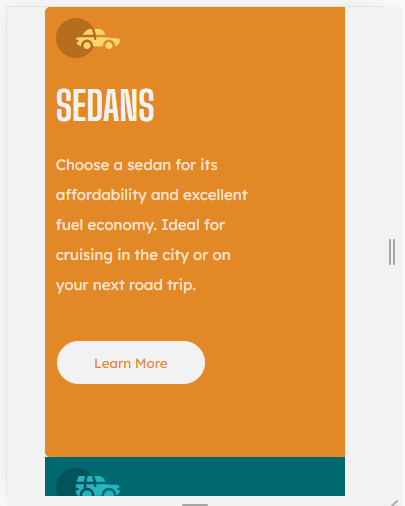 SEDANS
Choose a sedan for its
affordability and excellent
fuel economy. Ideal for
cruising in the city or on
your next road trip.
Learn More